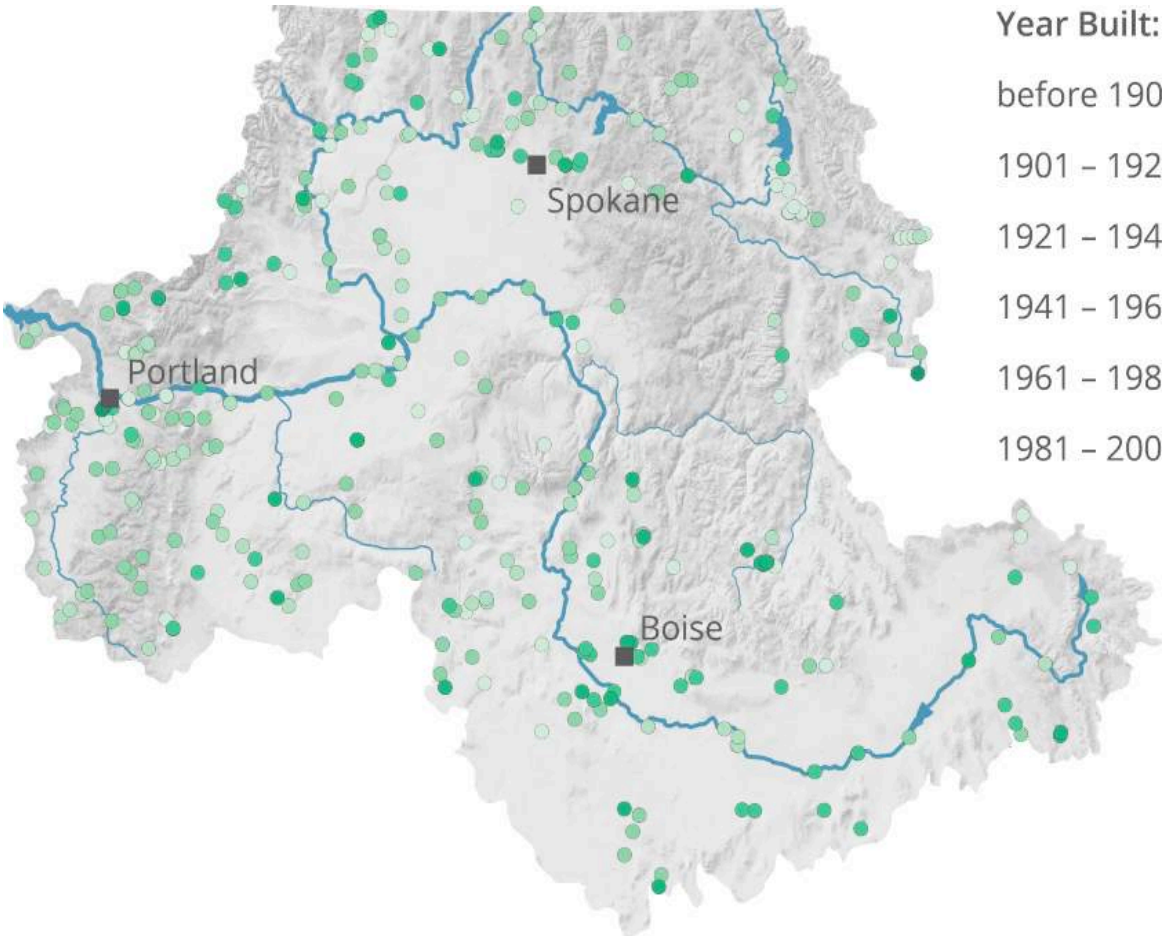 Year Built:
before 190
1901 – 192
Spokane
1921 – 194
1941 – 196
Portland
1961 – 198
1981 – 200
Boise